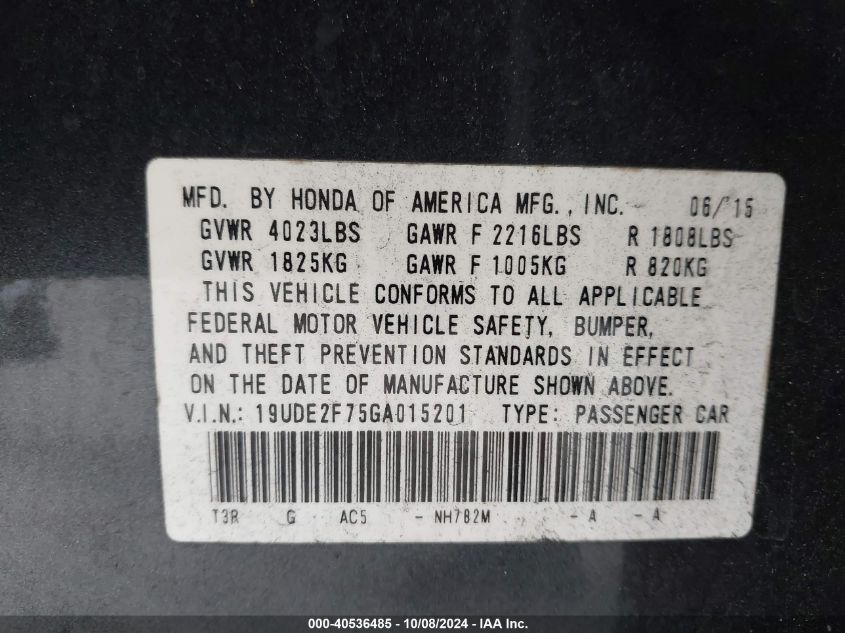 MFD. BY HONDA OF AMERICA MFG., INC. 06/15
GVWR 4023LBS GAWR F 2216LBS R 1808LBS
GVWR 1825KG GAWR F 1005KG R 820KG
THIS VEHICLE CONFORMS TO ALL APPLICABLE
FEDERAL MOTOR VEHICLE SAFETY, BUMPER,
AND THEFT PREVENTION STANDARDS IN EFFECT
ON THE DATE OF MANUFACTURE SHOWN ABOVE.
V.I.N.: 19UDE2F75GA015201 TYPE: PASSENGER CAR
T3R G AC5 - NH782M - A - A
000-40536485 - 10/08/2024 - IAA Inc.